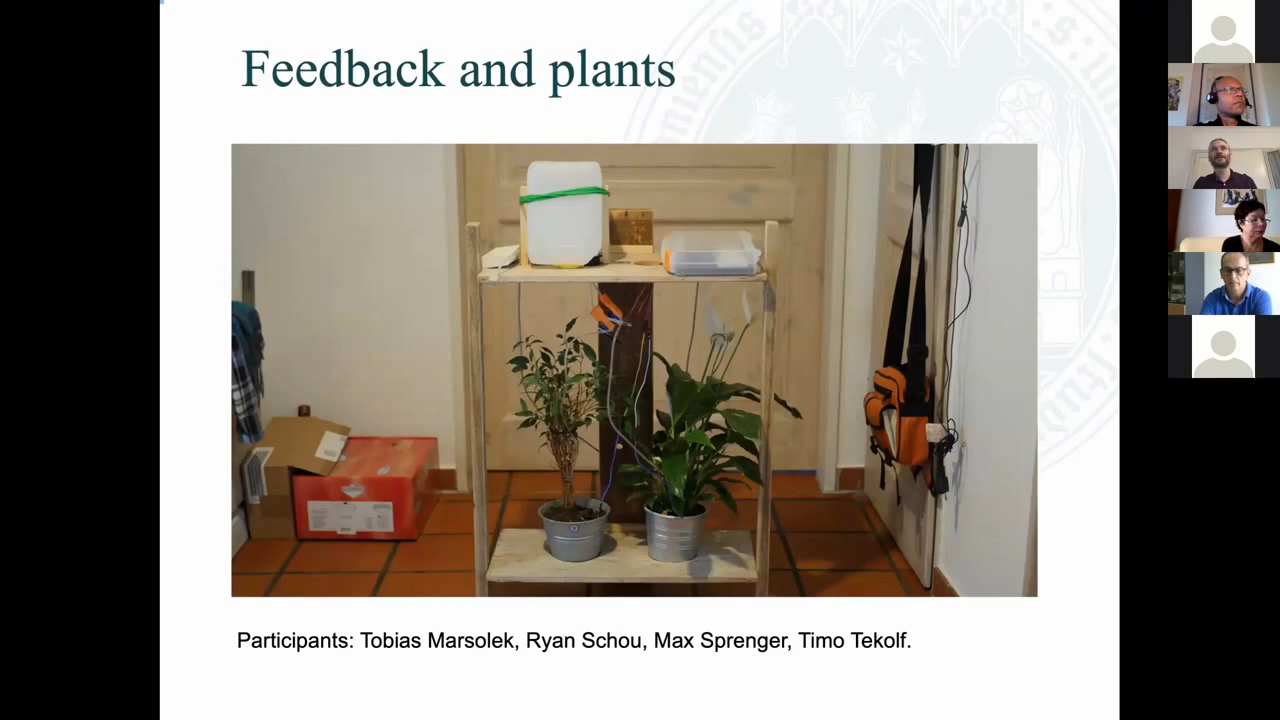 Feedback and plants
Participants: Tobias Marsolek, Ryan Schou, Max Sprenger, Timo Tekolf.